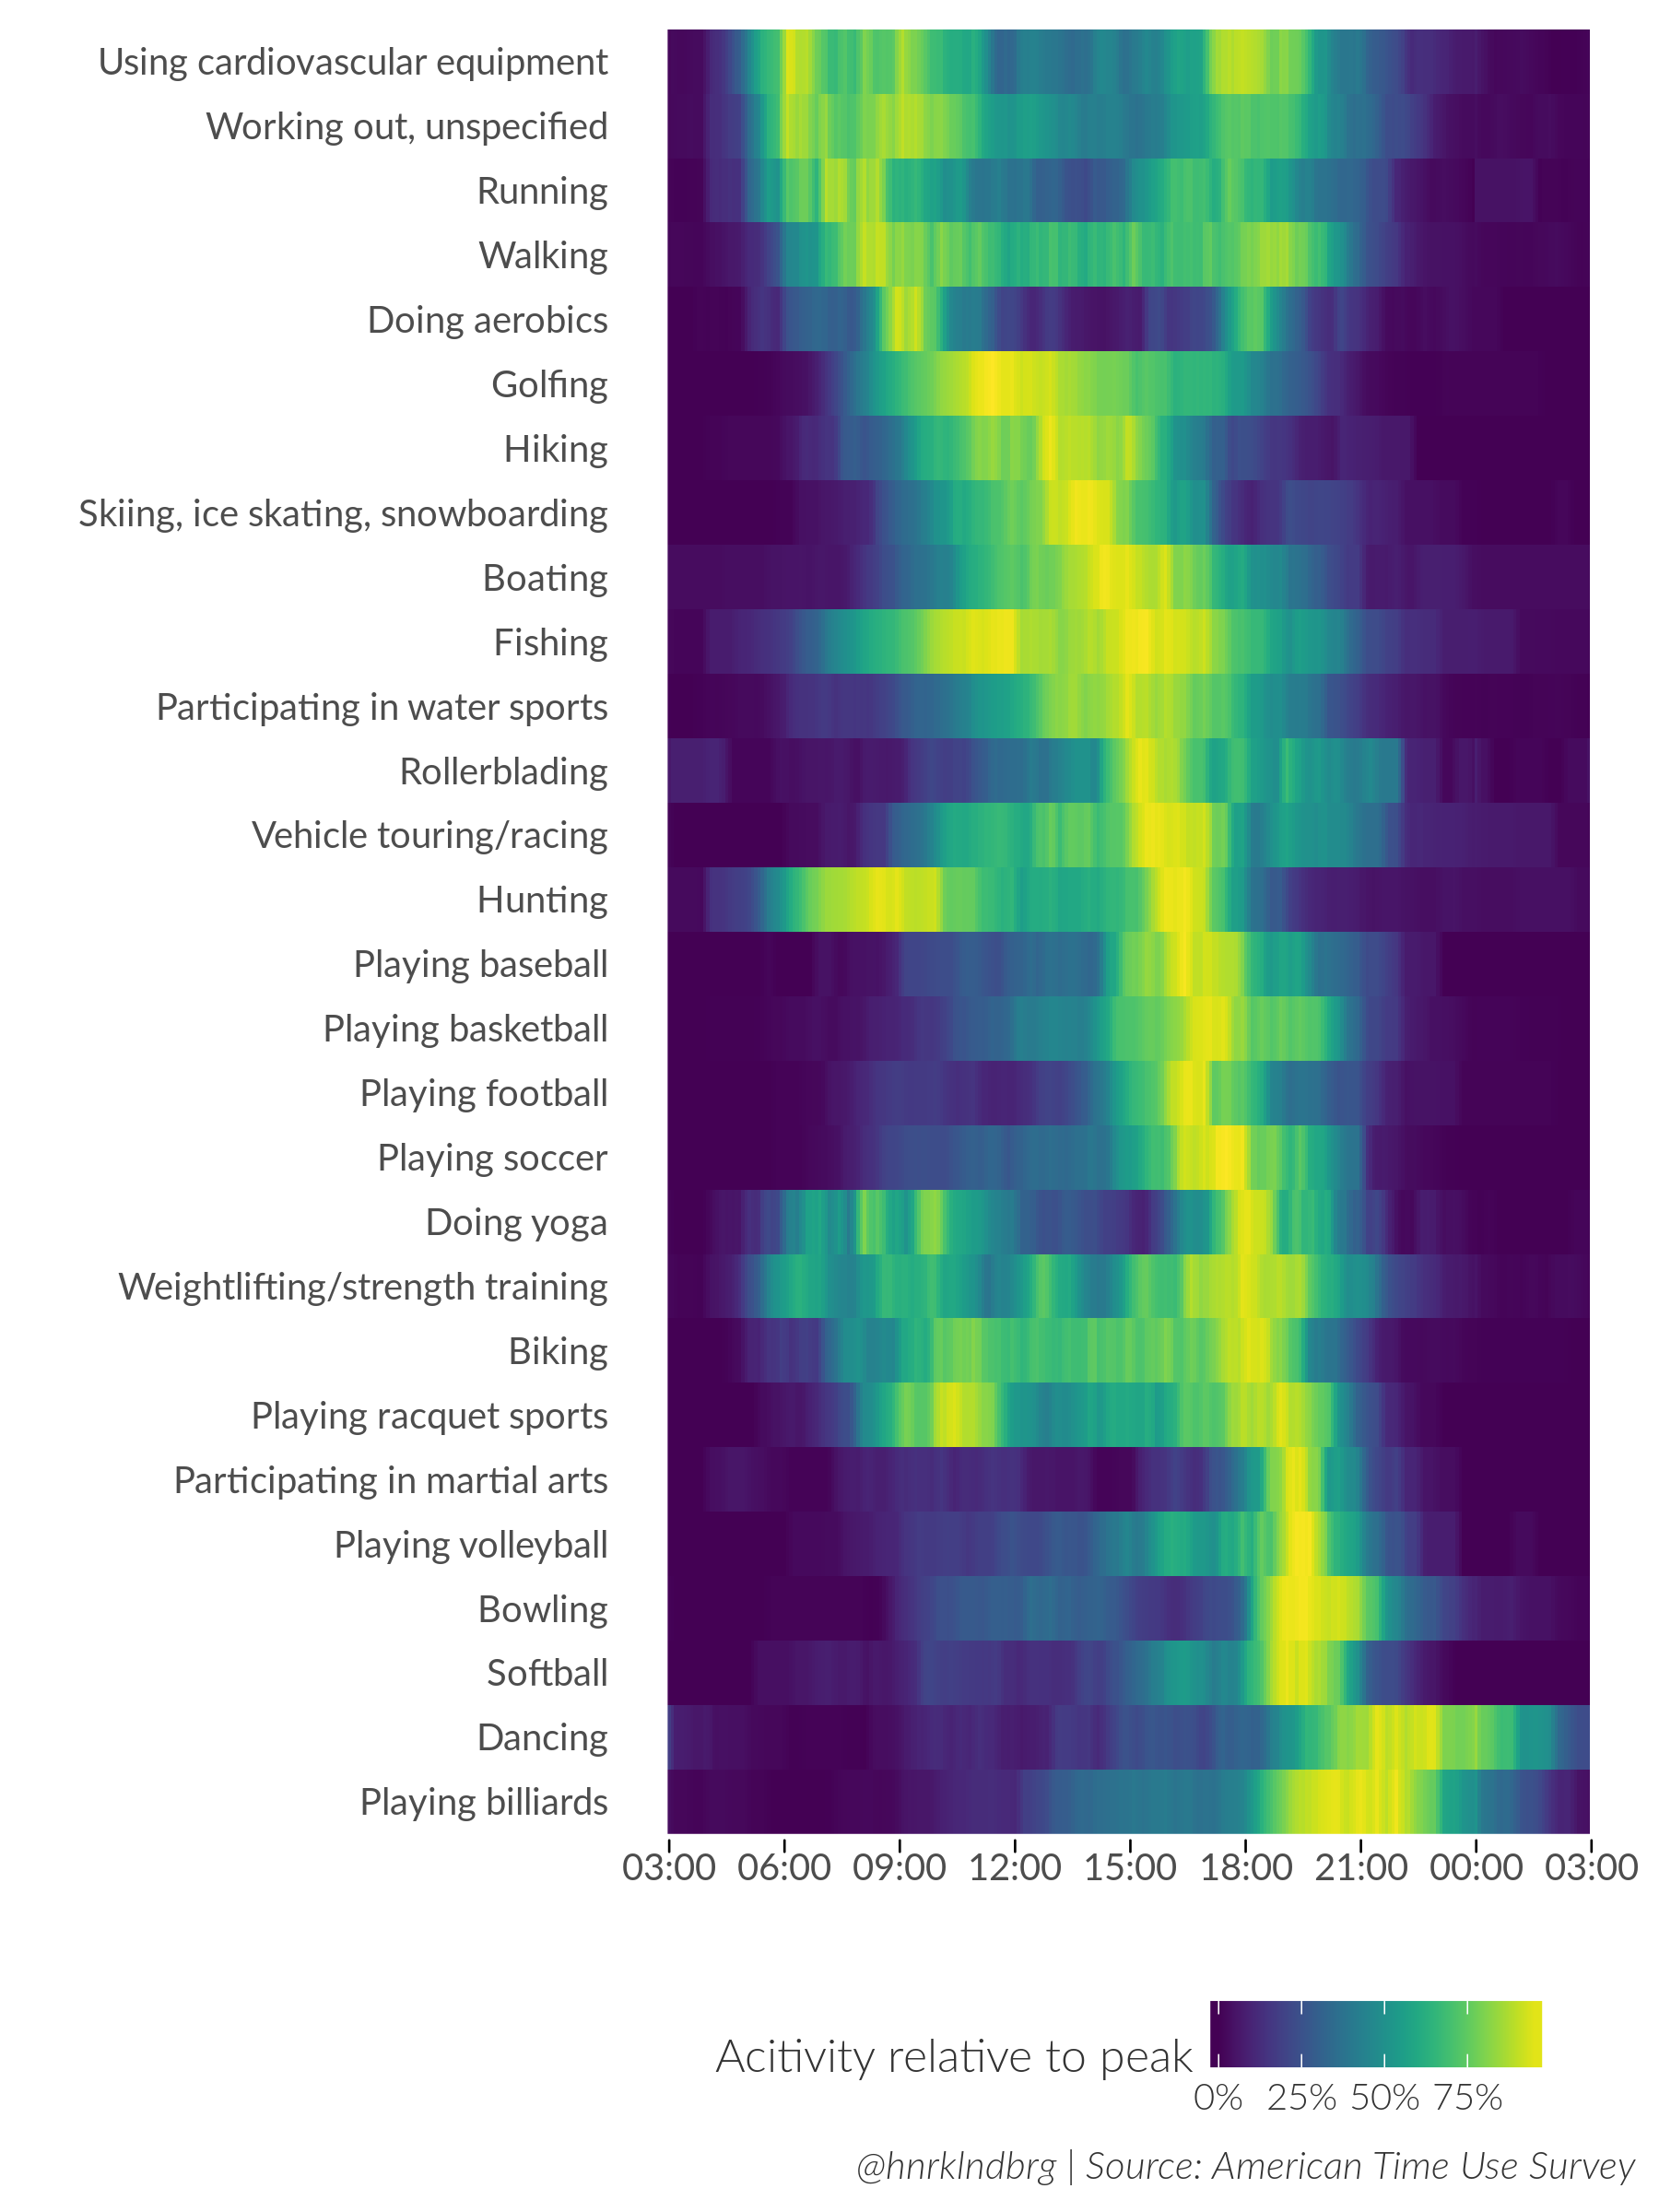 Using cardiovascular equipment
Working out, unspecified
Running
Walking
Doing aerobics
Golfing
Hiking
Skiing, ice skating, snowboarding
Boating
Fishing
Participating in water sports
Rollerblading
Vehicle touring/racing
Hunting
Playing baseball
Playing basketball
Playing football
Playing soccer
Doing yoga
Weightlifting/strength training
Biking
Playing racquet sports
Participating in martial arts
Playing volleyball
Bowling
Softball
Dancing
Playing billiards
03:00 06:00 09:00 12:00 15:00 18:00 21:00 00:00 03:00
Acitivity relative to peak
0% 25% 50% 75%
@hnrklndbrg | Source: American Time Use Survey